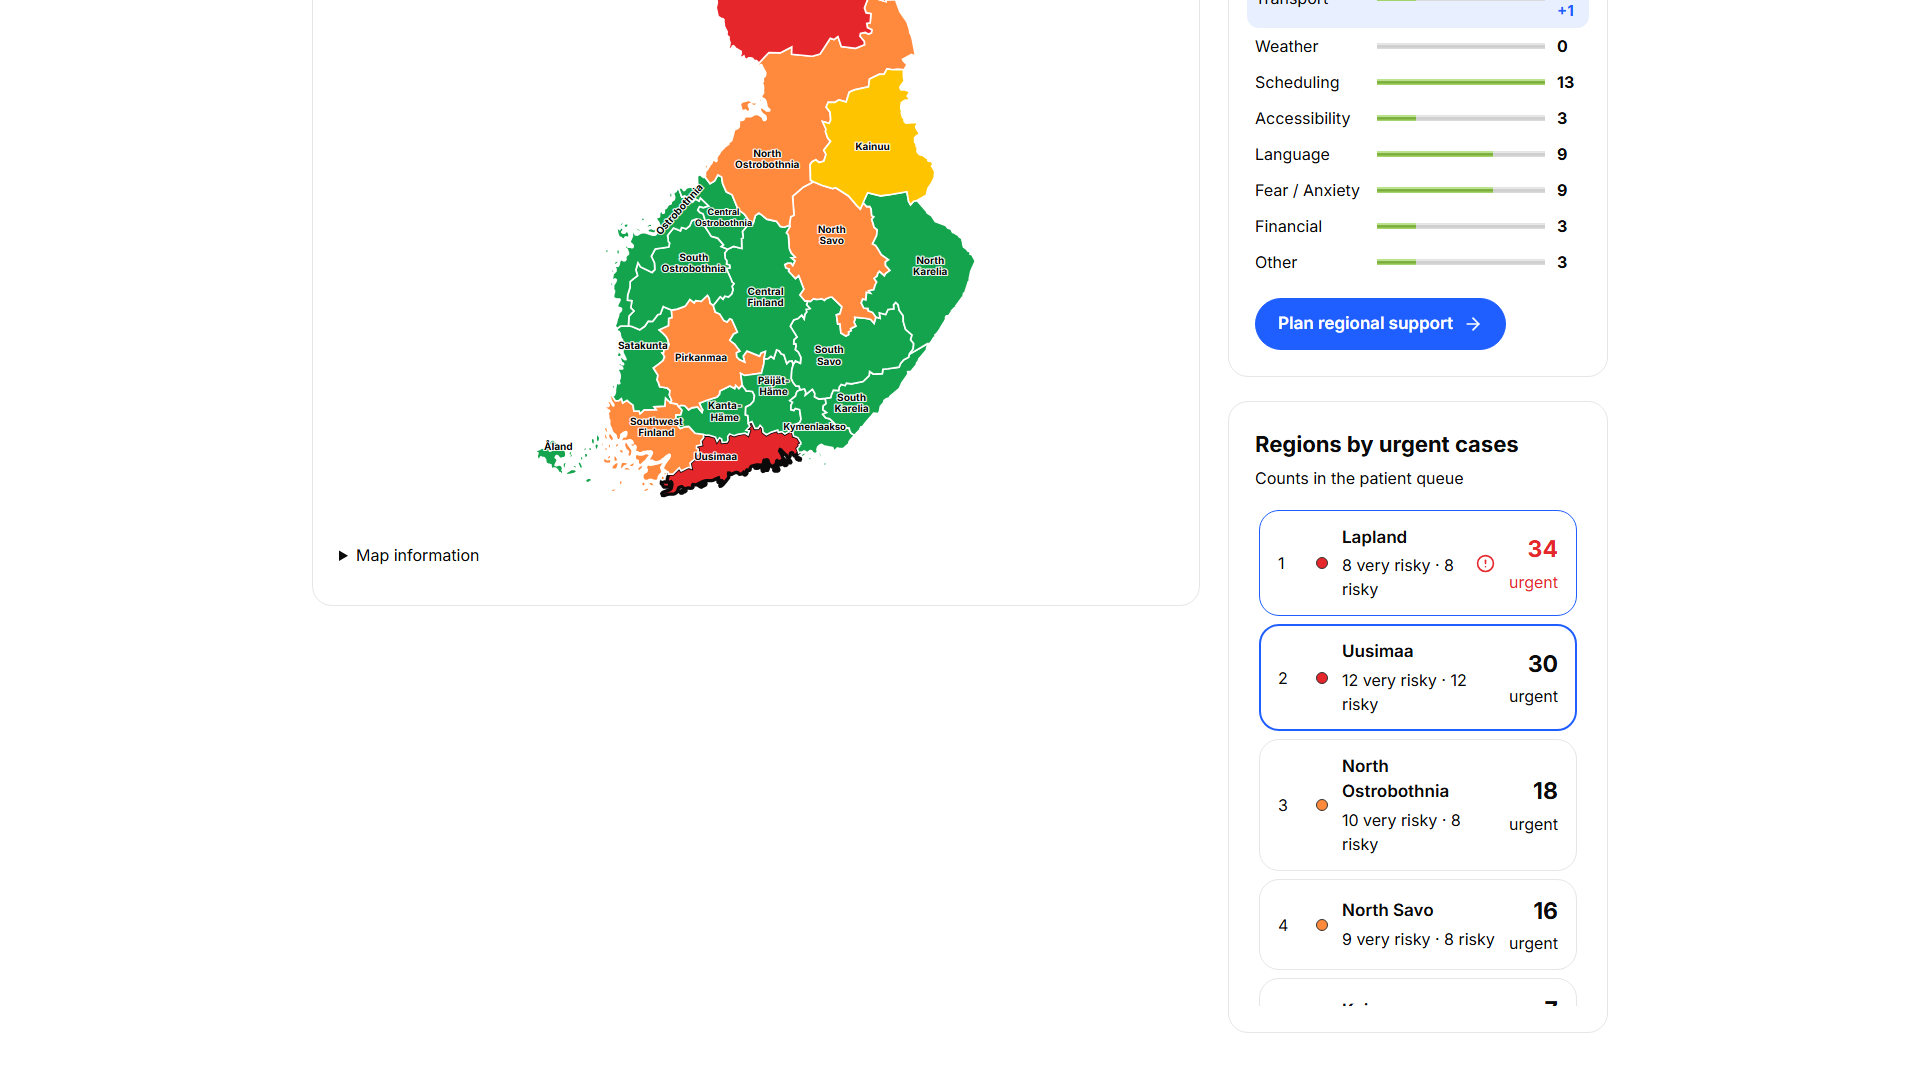 North
Ostrobothnia
Kainuu
Ostrobothnia
Central
Ostrobothnia
North
Savo
South
Ostrobothnia
North
Karelia
Central
Finland
Satakunta
Pirkanmaa
South
Savo
Päijät-
Häme
Kanta-
Häme
South
Karelia
Southwest
Finland
Kymenlaakso
Åland
Uusimaa
Map information
Transport
+1
Weather 0
Scheduling 13
Accessibility 3
Language 9
Fear / Anxiety 9
Financial 3
Other 3
Plan regional support
Regions by urgent cases
Counts in the patient queue
1
Lapland
8 very risky · 8
risky
34
urgent
2
Uusimaa
12 very risky · 12
risky
30
urgent
3
North
Ostrobothnia
10 very risky · 8
risky
18
urgent
4
North Savo
9 very risky · 8 risky
16
urgent